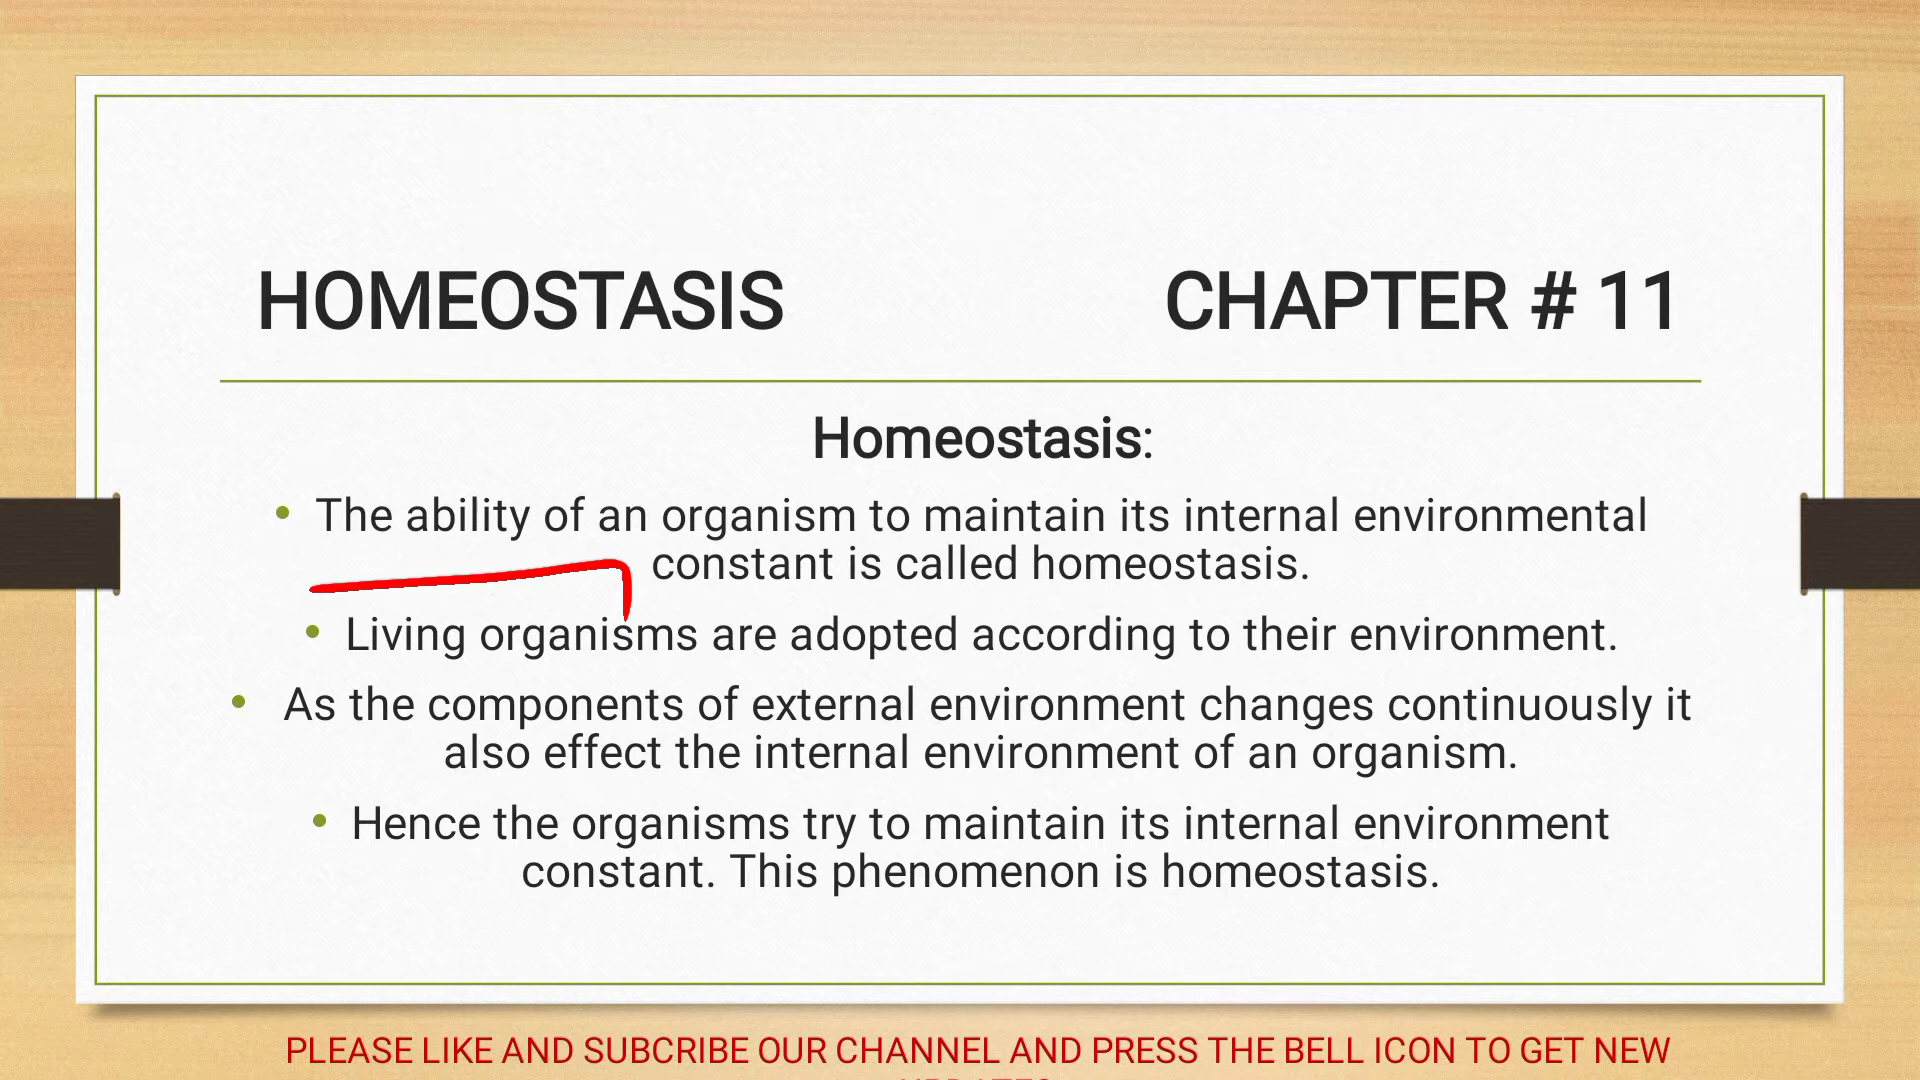 HOMEOSTASIS CHAPTER # 11
Homeostasis:
• The ability of an organism to maintain its internal environmental
constant is called homeostasis.
• Living organisms are adopted according to their environment.
• As the components of external environment changes continuously it
also effect the internal environment of an organism.
• Hence the organisms try to maintain its internal environment
constant. This phenomenon is homeostasis.
PLEASE LIKE AND SUBCRIBE OUR CHANNEL AND PRESS THE BELL ICON TO GET NEW